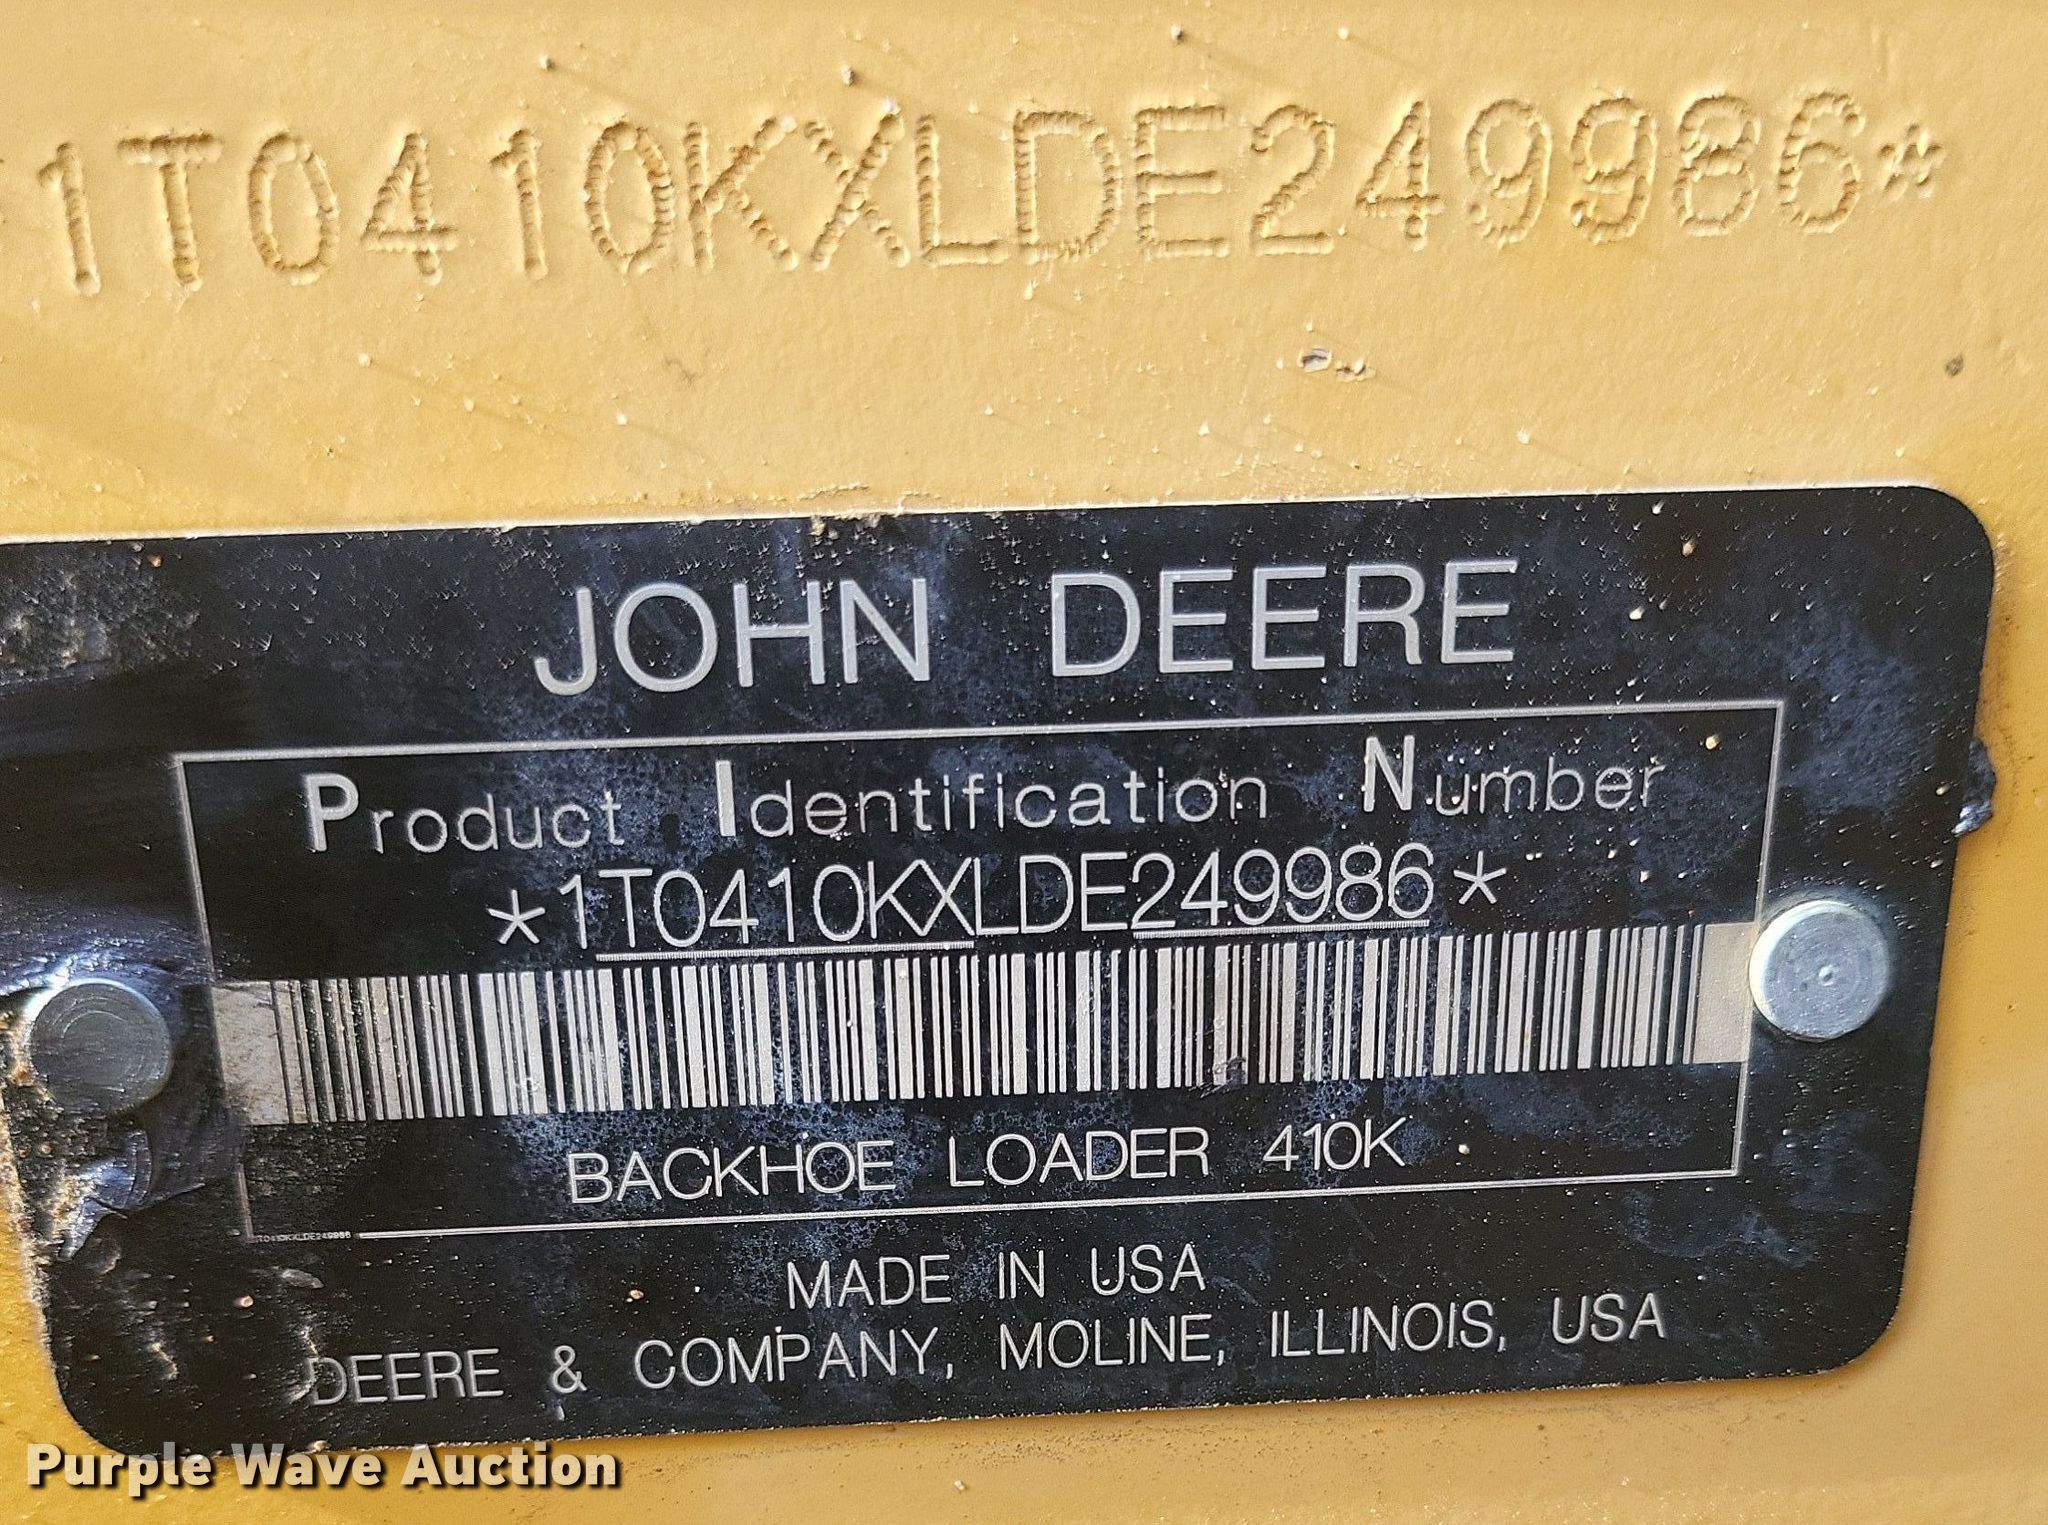 1T0410KXLDE249986*
JOHN DEERE
Product Identification Number
*1T0410KXLDE249986*
BACKHOE LOADER 410K
MADE IN USA
DEERE & COMPANY, MOLINE, ILLINOIS, USA
Purple Wave Auction